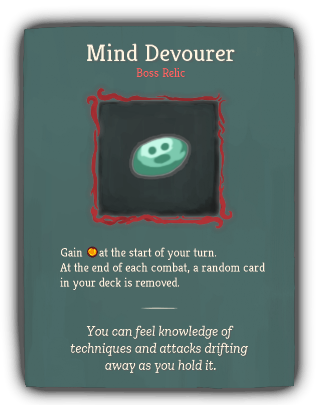 Mind Devourer
Boss Relic
Gain at the start of your turn.
At the end of each combat, a random card
in your deck is removed.
You can feel knowledge of
techniques and attacks drifting
away as you hold it.